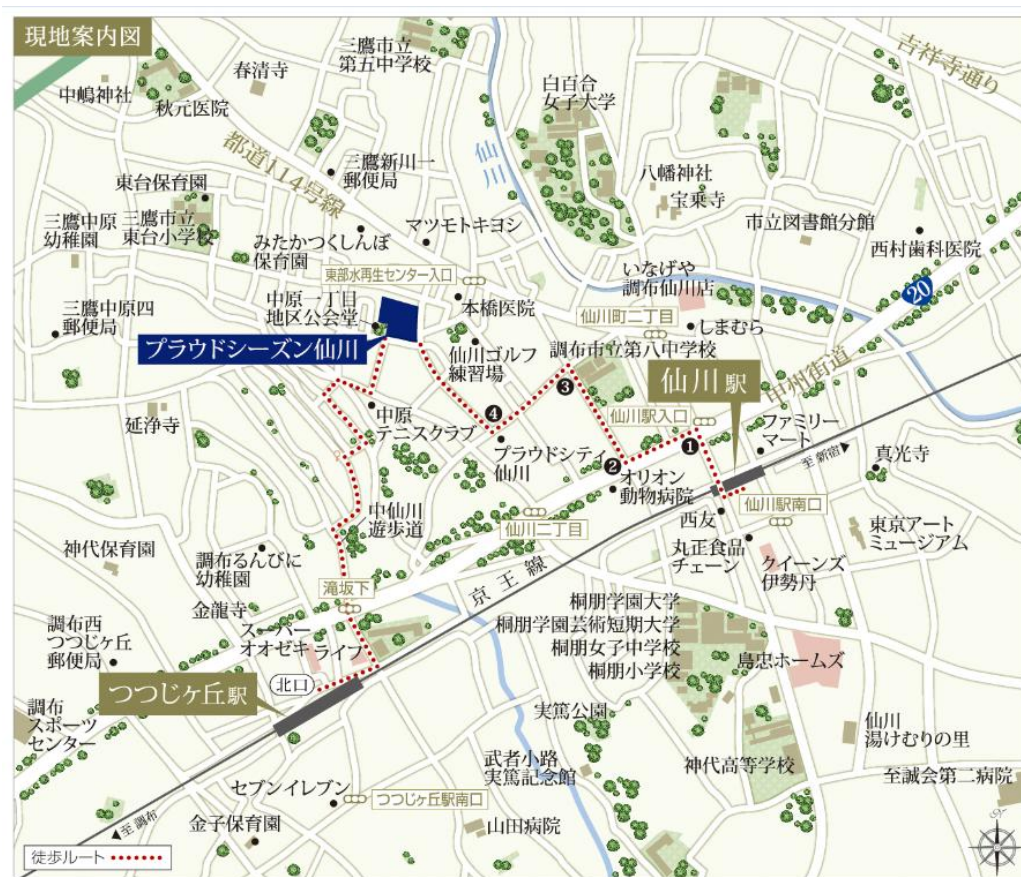 現地案内図
吉祥寺通り
三鷹市立
第五中学校
春清寺
中嶋神社
秋元医院
白百合
女子大学
都道114号線
仙川
三鷹新川一
郵便局
八幡神社
宝乗寺
東台保育園
三鷹中原
幼稚園
三鷹市立
東台小学校
マツモトキヨシ
市立図書館分館
西村歯科医院
みたかつくしんぼ
保育園
東部水再生センター入口
いなげや
調布仙川店
20
三鷹中原四
郵便局
中原一丁目
地区公会堂
本橋医院
仙川町二丁目
しまむら
プラウドシーズン仙川
仙川ゴルフ
練習場
調布市立第八中学校
仙川駅
甲州街道
❸
❹
仙川駅入口
延浄寺
中原
テニスクラブ
プラウドシティ
仙川
❶
❷
ファミリー
マート
至新宿▶
真光寺
オリオン
動物病院
中仙川
遊歩道
仙川二丁目
西友
仙川駅南口
神代保育園
調布るんびに
幼稚園
丸正食品
チェーン
クイーンズ
伊勢丹
東京アート
ミュージアム
京王線
滝坂下
金龍寺
スーパー
オオゼキ
ライフ
調布西
つつじヶ丘
郵便局
桐朋学園大学
桐朋学園芸術短期大学
桐朋女子中学校
桐朋小学校
島忠ホームズ
つつじヶ丘駅
北口
調布
スポーツ
センター
実篤公園
仙川
湯けむりの里
武者小路
実篤記念館
神代高等学校
至誠会第二病院
セブンイレブン
つつじヶ丘駅南口
◀至調布
金子保育園
山田病院
徒歩ルート